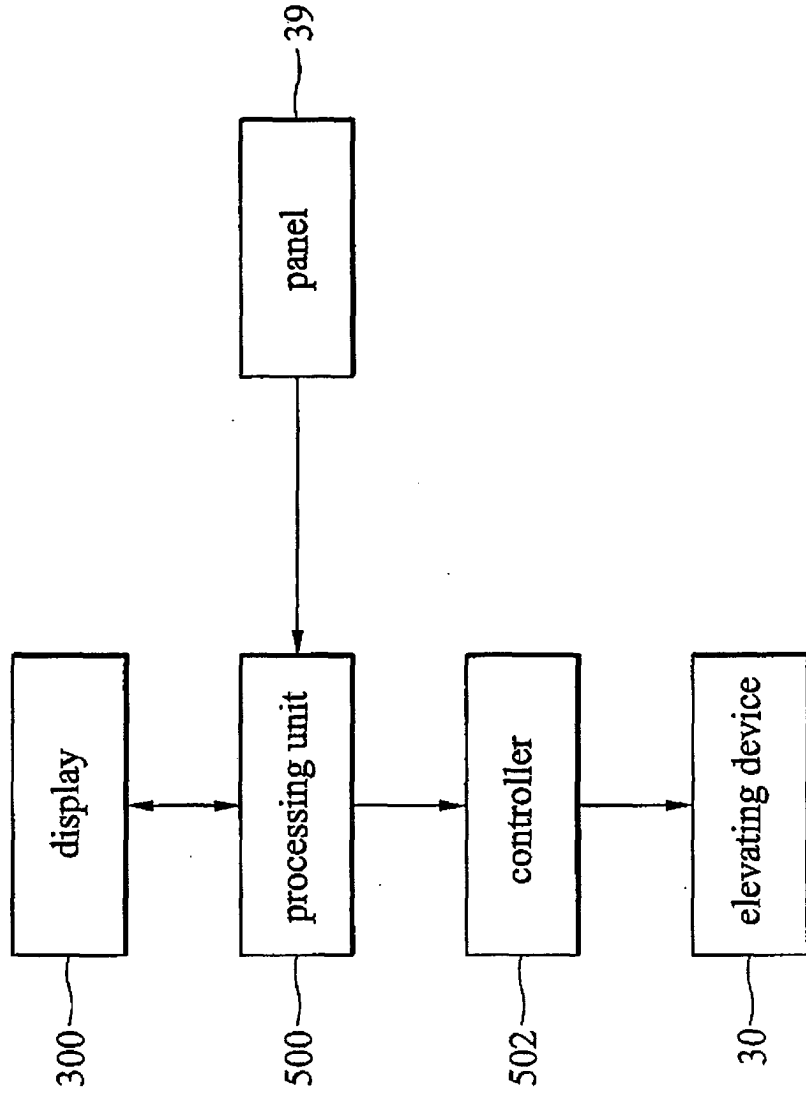 display
300
processing unit
500
panel
39
controller
502
elevating device
30